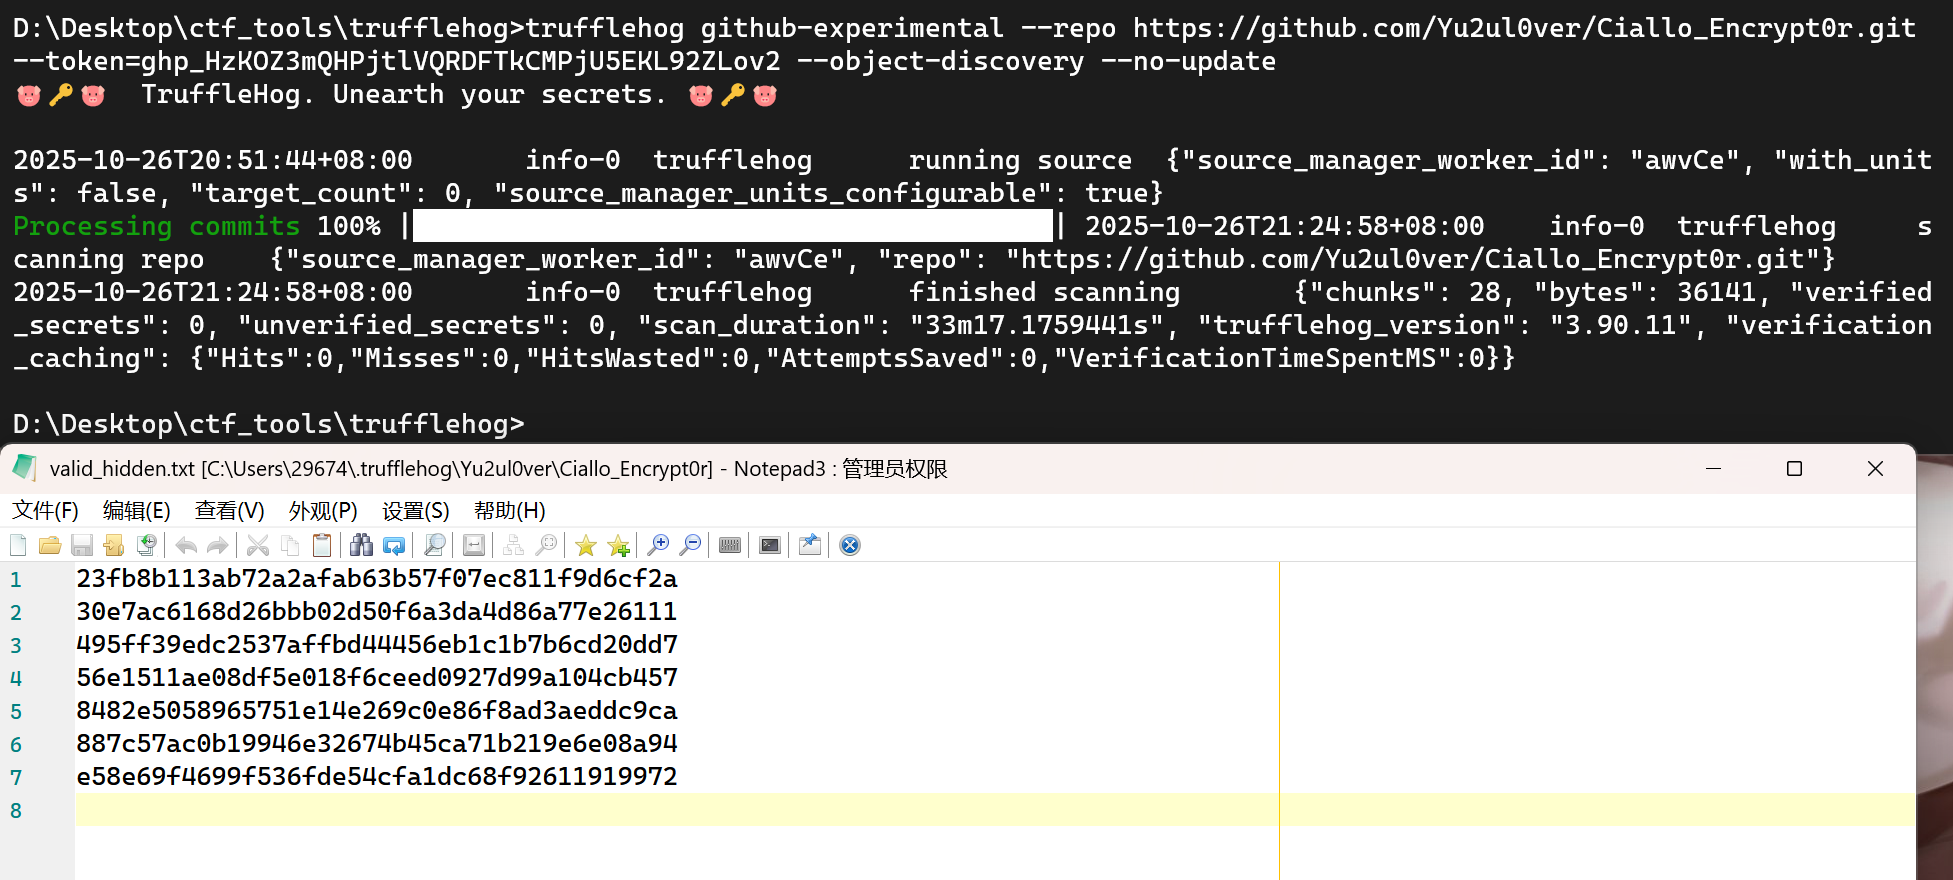 D:\Desktop\ctf_tools\trufflehog>trufflehog github-experimental --repo https://github.com/Yu2ul0ver/Ciallo_Encrypt0r.git
--token=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 --object-discovery --no-update
🐷🔑🐷  TruffleHog. Unearth your secrets. 🐷🔑🐷
2025-10-26T20:51:44+08:00       info-0  trufflehog      running source  {"source_manager_worker_id": "awvCe", "with_unit
s": false, "target_count": 0, "source_manager_units_configurable": true}
Processing commits 100% |                                        | 2025-10-26T21:24:58+08:00    info-0  trufflehog     s
canning repo    {"source_manager_worker_id": "awvCe", "repo": "https://github.com/Yu2ul0ver/Ciallo_Encrypt0r.git"}
2025-10-26T21:24:58+08:00       info-0  trufflehog      finished scanning       {"chunks": 28, "bytes": 36141, "verified
_secrets": 0, "unverified_secrets": 0, "scan_duration": "33m17.1759441s", "trufflehog_version": "3.90.11", "verification
_caching": {"Hits":0,"Misses":0,"HitsWasted":0,"AttemptsSaved":0,"VerificationTimeSpentMS":0}}
D:\Desktop\ctf_tools\trufflehog>
valid_hidden.txt [C:\Users\29674\.trufflehog\Yu2ul0ver\Ciallo_Encrypt0r] - Notepad3 : 管理员权限
文件(F) 编辑(E) 查看(V) 外观(P) 设置(S) 帮助(H)
1 23fb8b113ab72a2afab63b57f07ec811f9d6cf2a
2 30e7ac6168d26bbb02d50f6a3da4d86a77e26111
3 495ff39edc2537affbd44456eb1c1b7b6cd20dd7
4 56e1511ae08df5e018f6ceed0927d99a104cb457
5 8482e5058965751e14e269c0e86f8ad3aeddc9ca
6 887c57ac0b19946e32674b45ca71b219e6e08a94
7 e58e69f4699f536fde54cfa1dc68f92611919972
8